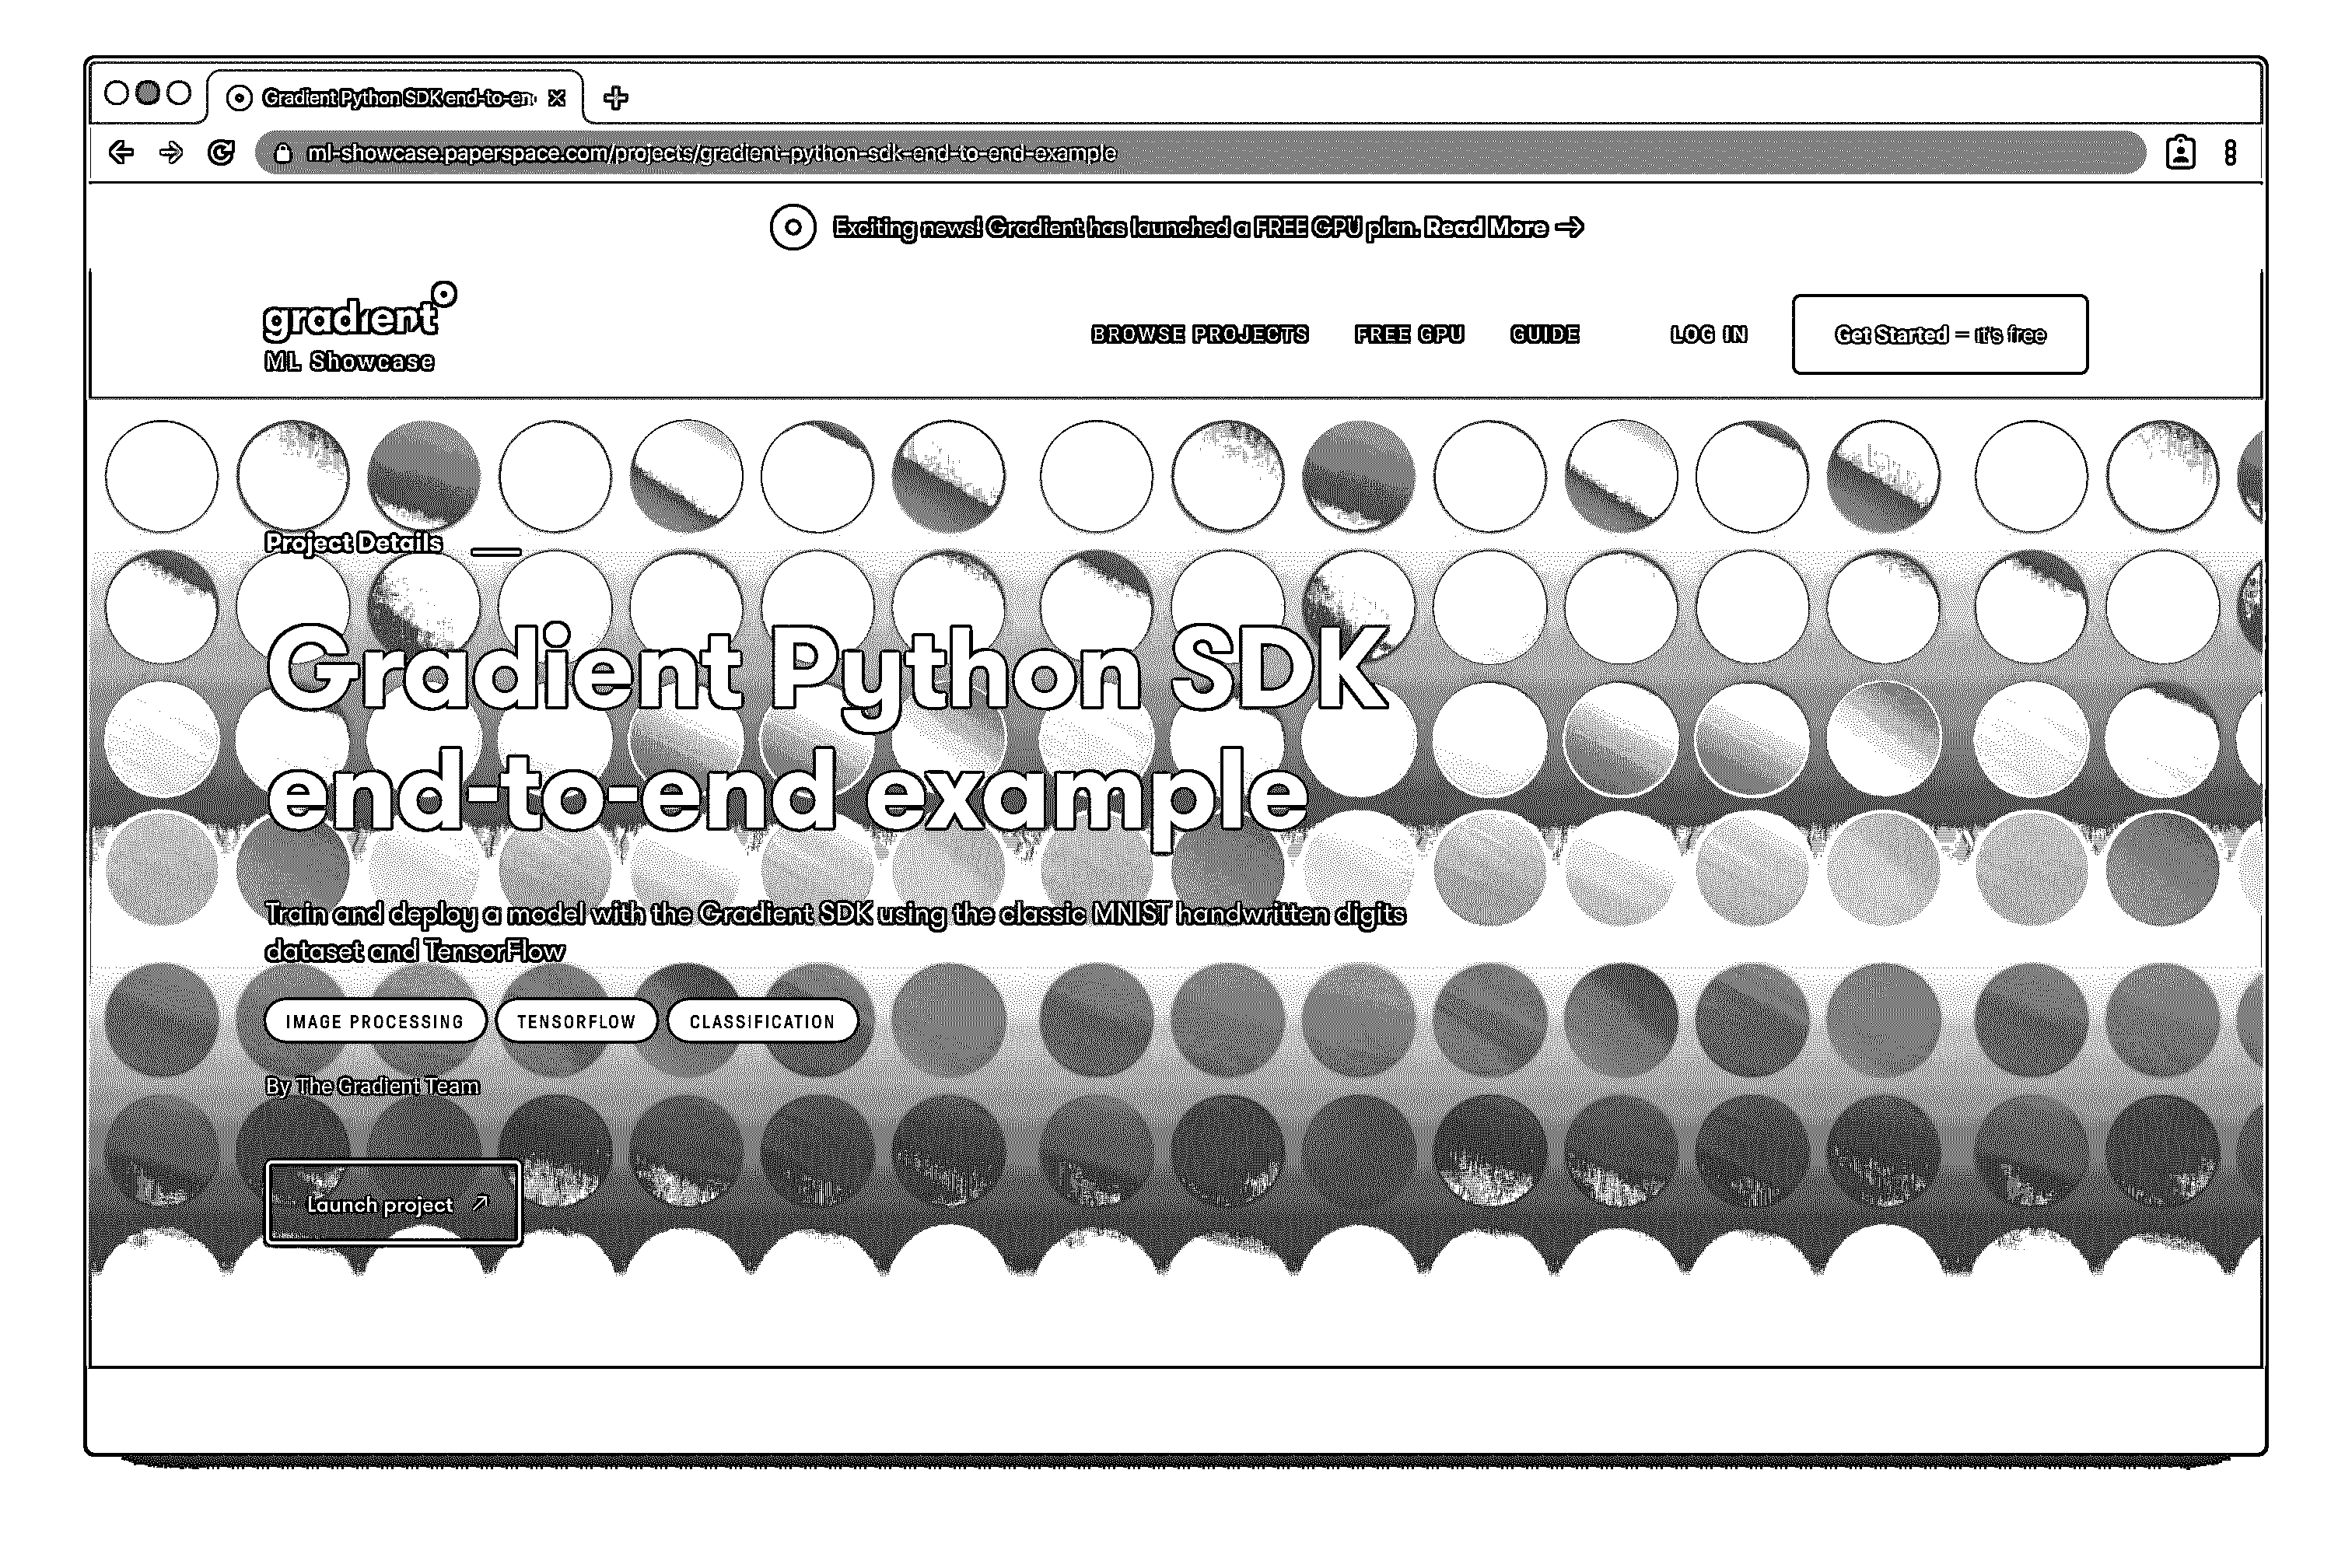 Gradient Python SDK end-to-en
ml-showcase.paperspace.com/projects/gradient-python-sdk-end-to-end-example
Exciting news! Gradient has launched a FREE GPU plan. Read More →
gradient
ML Showcase
BROWSE PROJECTS FREE GPU GUIDE LOG IN Get Started – it's free
Project Details
Gradient Python SDK
end-to-end example
Train and deploy a model with the Gradient SDK using the classic MNIST handwritten digits
dataset and TensorFlow
IMAGE PROCESSING TENSORFLOW CLASSIFICATION
By The Gradient Team
Launch project ↗